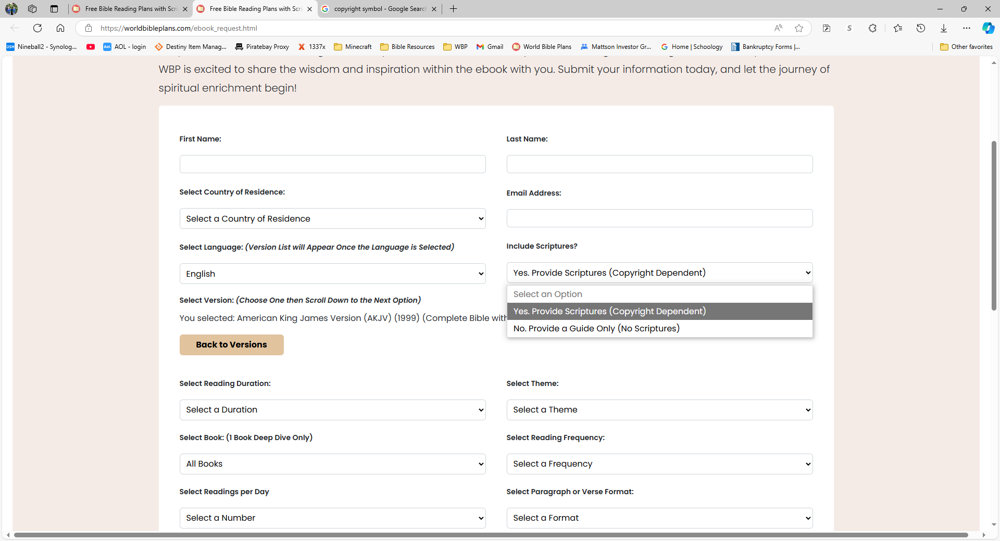 Free Bible Reading Plans with Scri
Free Bible Reading Plans with Scri
copyright symbol - Google Search
https://worldbibleplans.com/ebook_request.html
Nineball2 - Synolog...
AOL - login
Destiny Item Manag...
Piratebay Proxy
1337x
Minecraft
Bible Resources
WBP
Gmail
World Bible Plans
Mattson Investor Gr...
Home | Schoology
Bankruptcy Forms |...
Other favorites
WBP is excited to share the wisdom and inspiration within the ebook with you. Submit your information today, and let the journey of
spiritual enrichment begin!
First Name:
Last Name:
Select Country of Residence:
Email Address:
Select a Country of Residence
Select Language: (Version List will Appear Once the Language is Selected)
Include Scriptures?
English
Yes. Provide Scriptures (Copyright Dependent)
Select an Option
Yes. Provide Scriptures (Copyright Dependent)
No. Provide a Guide Only (No Scriptures)
Select Version: (Choose One then Scroll Down to the Next Option)
You selected: American King James Version (AKJV) (1999) (Complete Bible with
Back to Versions
Select Reading Duration:
Select Theme:
Select a Duration
Select a Theme
Select Book: (1 Book Deep Dive Only)
Select Reading Frequency:
All Books
Select a Frequency
Select Readings per Day
Select Paragraph or Verse Format:
Select a Number
Select a Format